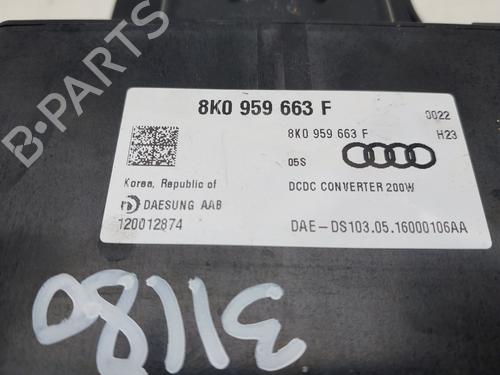 B-PARTS
8K0 959 663 F
0022
8K0 959 663 F
H23
05S
Korea, Republic of
DAESUNG AAB
DCDC CONVERTER 200W
120012874
DAE-DS103.05.16000106AA
31180